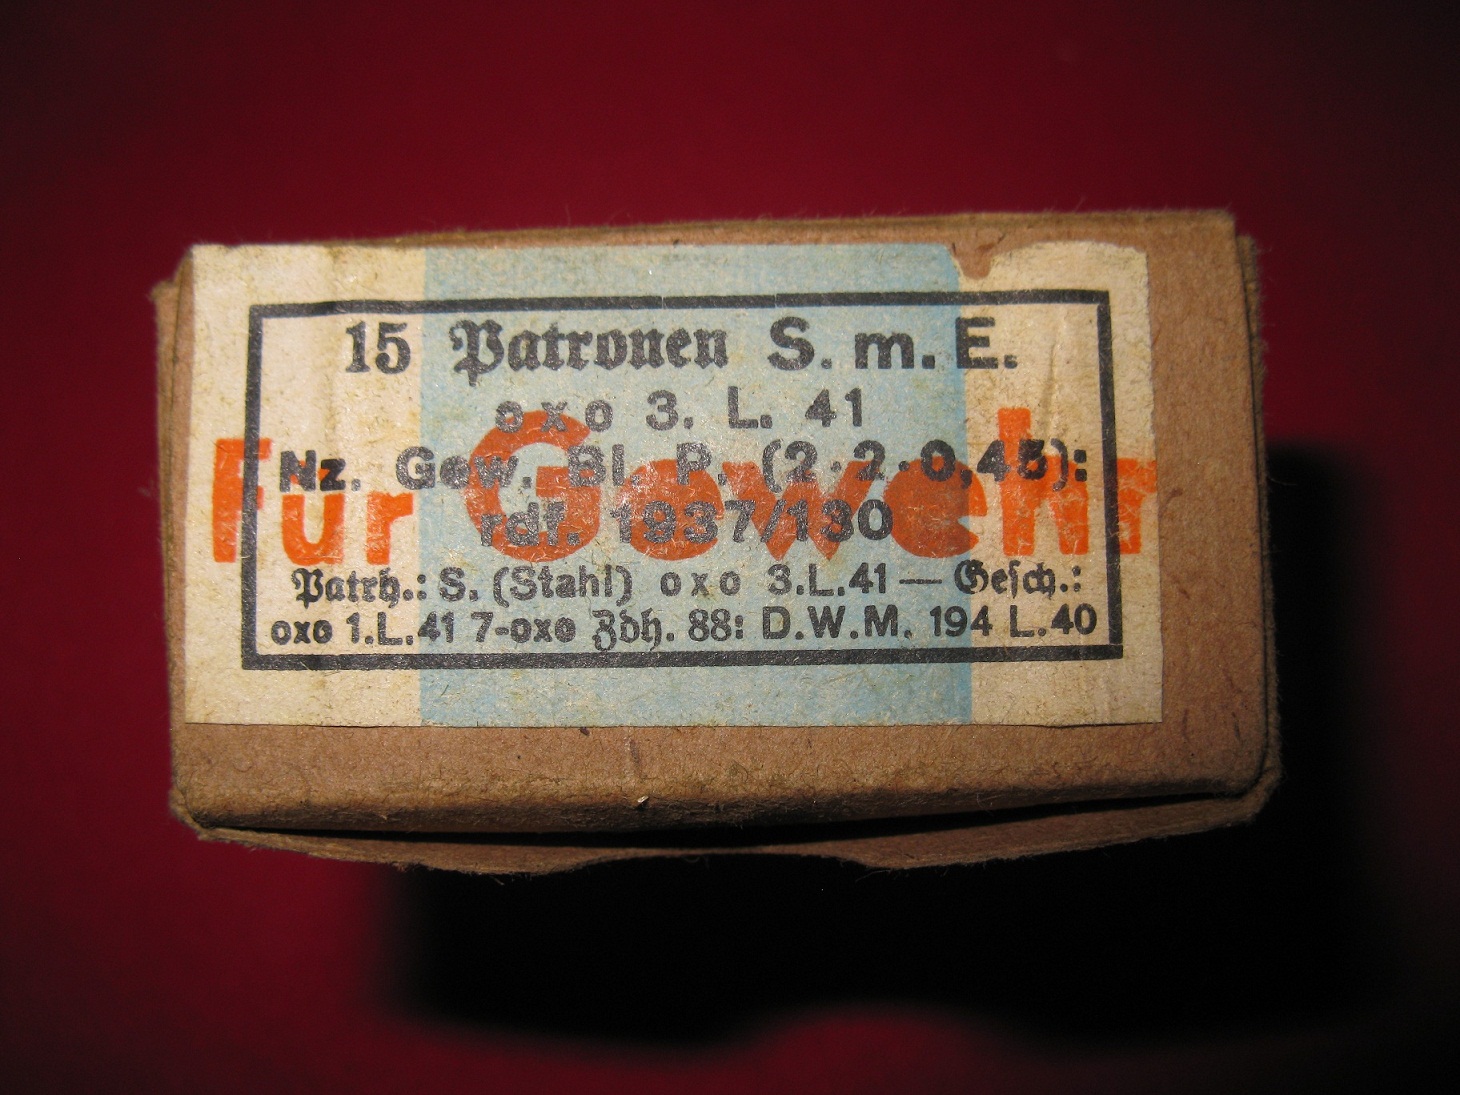 15 Patronen S. m. E.
oxo 3. L. 41
Für Gewehr
Nz. Gew. Bl. P. (2·2·0,45):
rdf. 1937/130
Patrh.: S. (Stahl) oxo 3.L.41 — Gesch.:
oxo 1.L.41 7-oxo Zdh. 88: D.W.M. 194 L.40